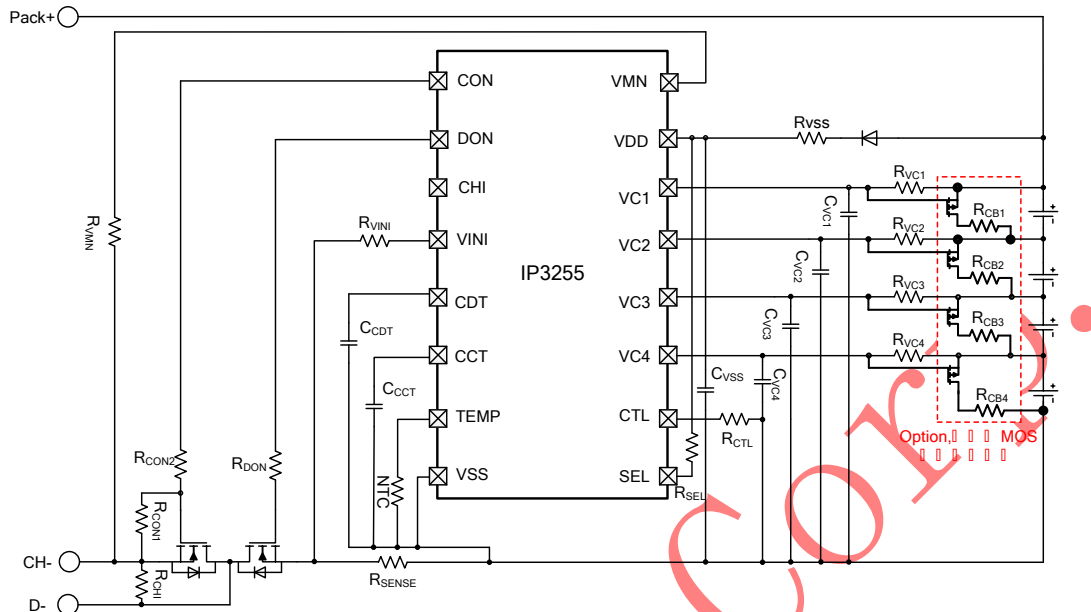 Pack+
CON
VMN
DON
VDD
Rvss
CHI
VC1
RVC1
RCB1
RVMN
RVINI
VINI
VC2
CVC1
RVC2
RCB2
IP3255
CVC2
CDT
VC3
RVC3
RCB3
CCDT
CVC3
CCT
VC4
RVC4
RCB4
CCCT
CVSS
CVC4
TEMP
CTL
RCTL
Option, MOS
RCON2
RDON
NTC
VSS
SEL
RSEL
RCON1
CH-
RCHI
RSENSE
D-
Corp.